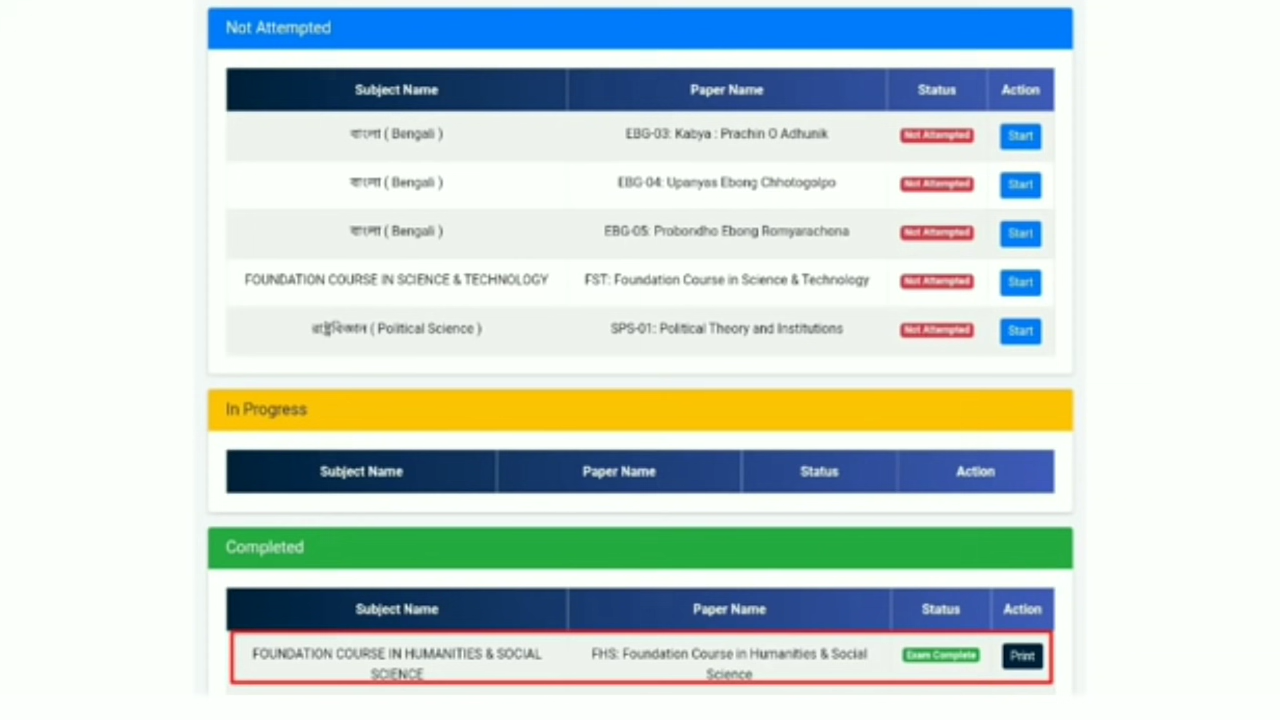 Not Attempted
Subject Name Paper Name Status Action
বাংলা ( Bengali ) EBG-03: Kabya : Prachin O Adhunik Not Attempted Start
বাংলা ( Bengali ) EBG-04: Upanyas Ebong Chhotogolpo Not Attempted Start
বাংলা ( Bengali ) EBG-05: Probondho Ebong Romyarachona Not Attempted Start
FOUNDATION COURSE IN SCIENCE & TECHNOLOGY FST: Foundation Course in Science & Technology Not Attempted Start
রাষ্ট্রবিজ্ঞান ( Political Science ) SPS-01: Political Theory and Institutions Not Attempted Start
In Progress
Subject Name Paper Name Status Action
Completed
Subject Name Paper Name Status Action
FOUNDATION COURSE IN HUMANITIES & SOCIAL FHS: Foundation Course in Humanities & Social Exam Complete Print
SCIENCE Science